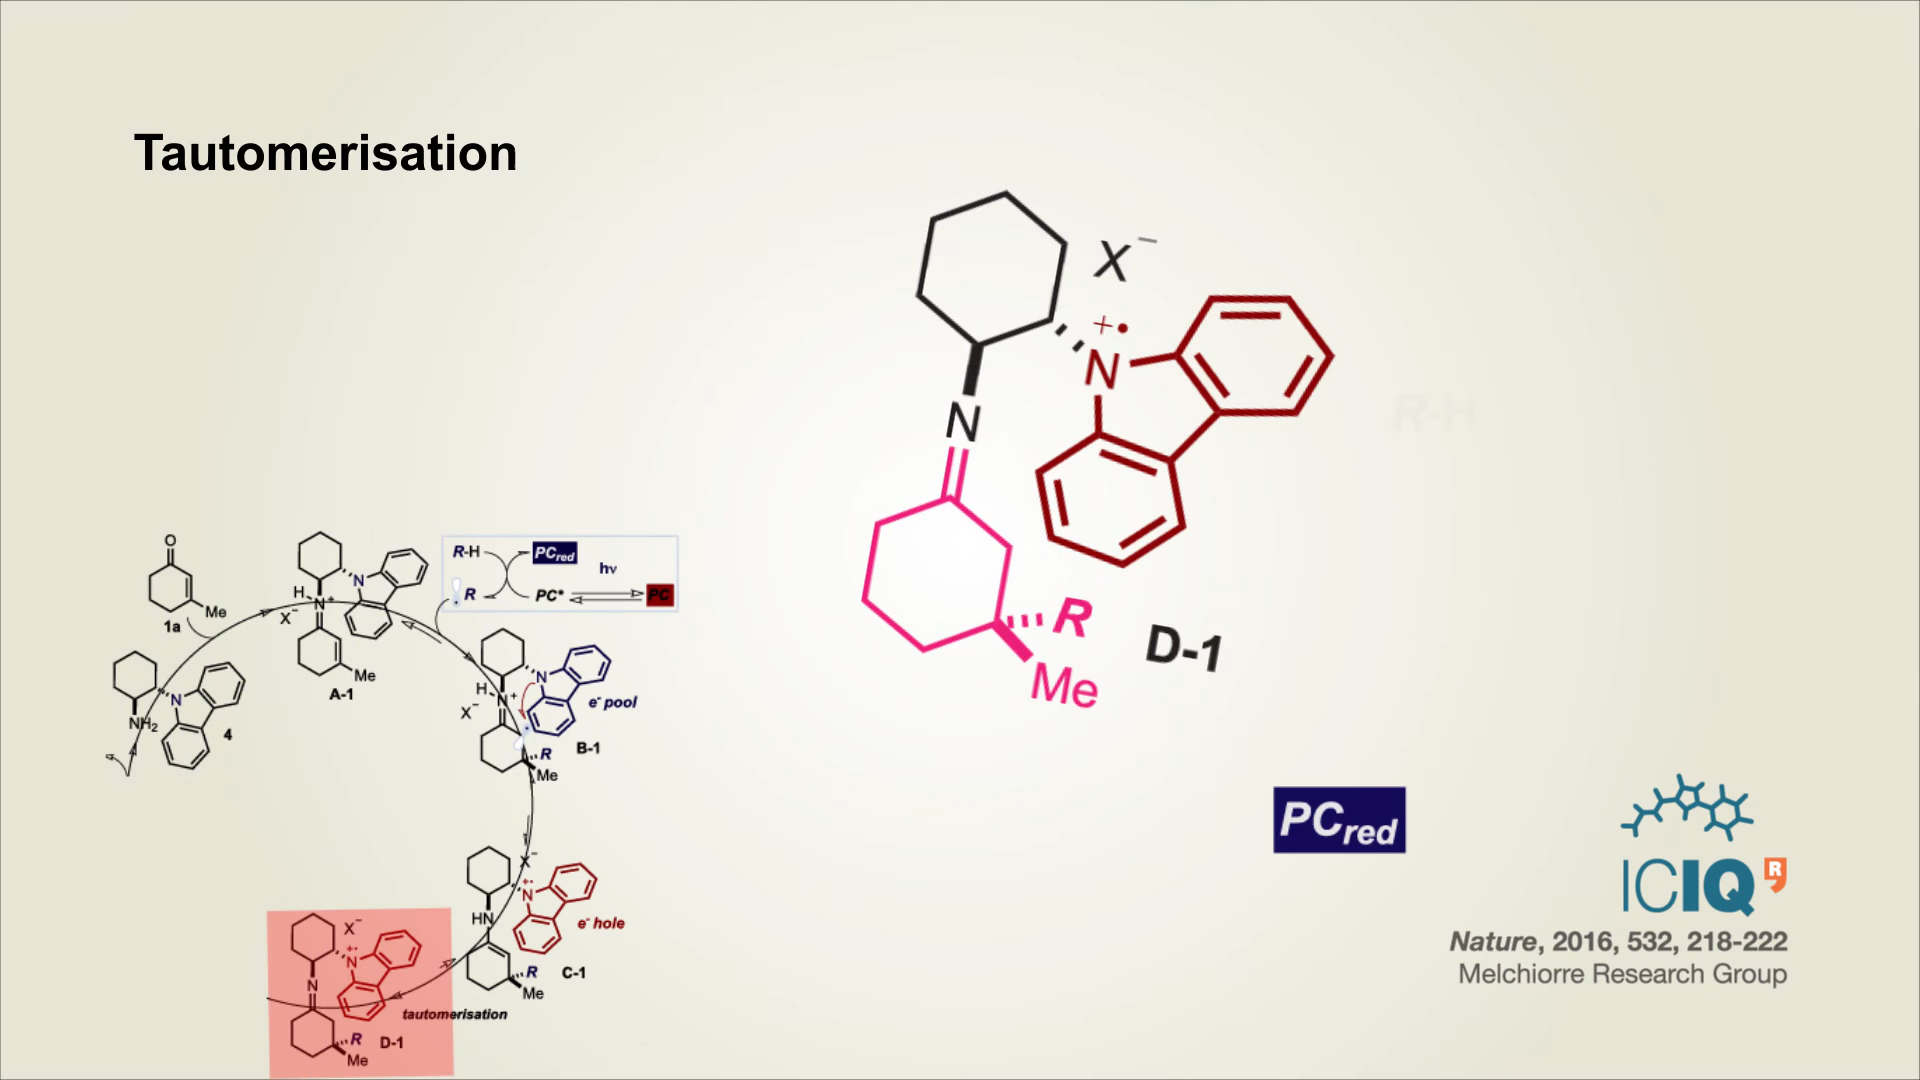 Tautomerisation
X⁻
+•
N
N
R
Me
D-1
R-H
PCred
ICIQR
Nature, 2016, 532, 218-222
Melchiorre Research Group
O
Me
1a
NH2
N
4
H
N+
X⁻
N
Me
A-1
R-H
PCred
hν
R
PC*
PC
H
N+
X⁻
N
e⁻ pool
R
Me
B-1
X⁻
+•
N
HN
e⁻ hole
R
Me
C-1
tautomerisation
X⁻
+•
N
N
R
Me
D-1